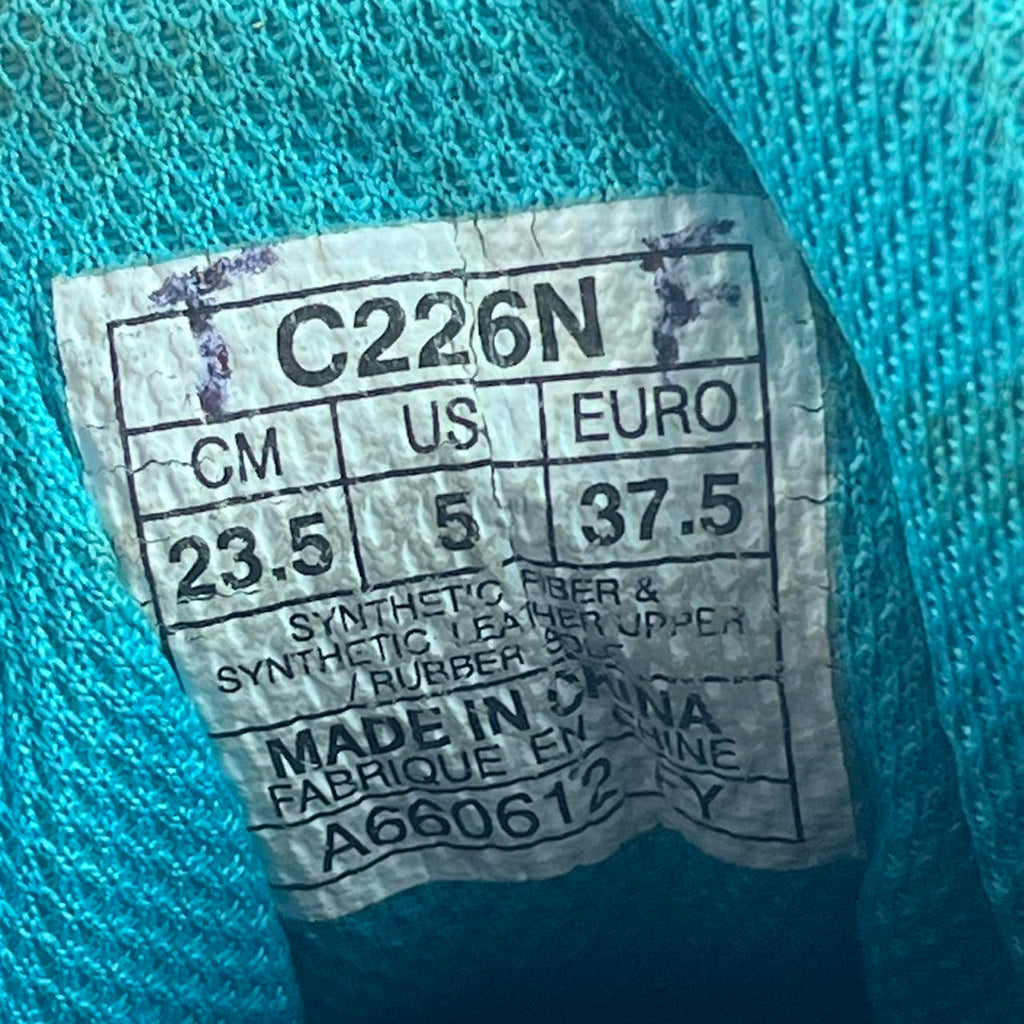 C226N
CM US EURO
23.5 5 37.5
SYNTHETIC FIBER &
SYNTHETIC LEATHER UPPER
/ RUBBER SOLE
MADE IN CHINA
FABRIQUE EN CHINE
A660612